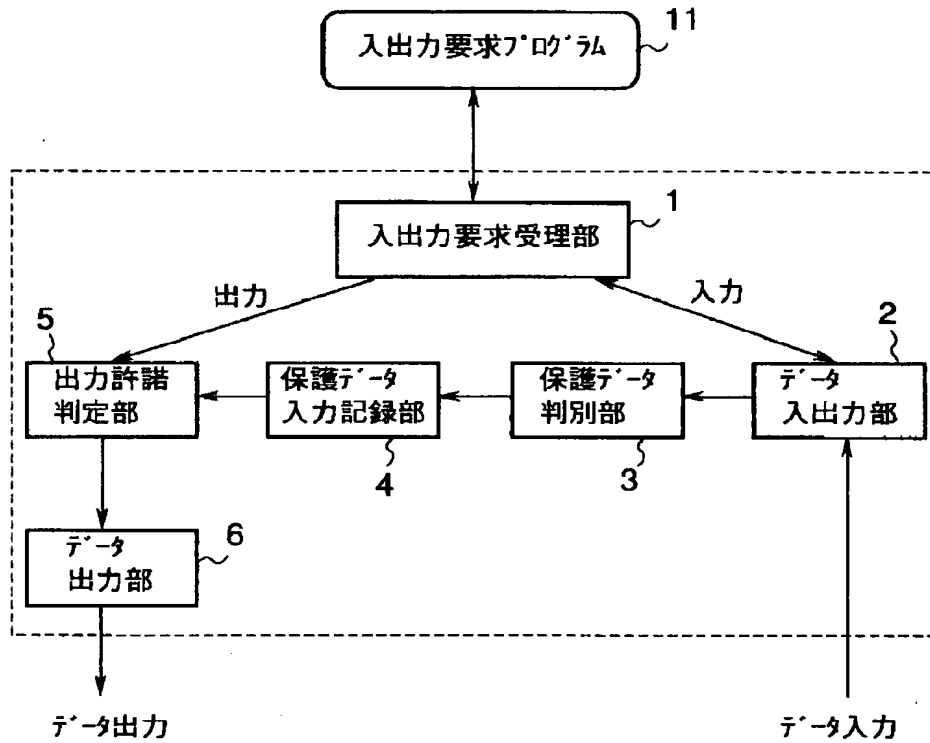 入出力要求プログラム
11
1
入出力要求受理部
出力
入力
5
2
出力許諾
判定部
保護データ
入力記録部
保護データ
判別部
データ
入出力部
4
3
データ
出力部
6
データ出力
データ入力